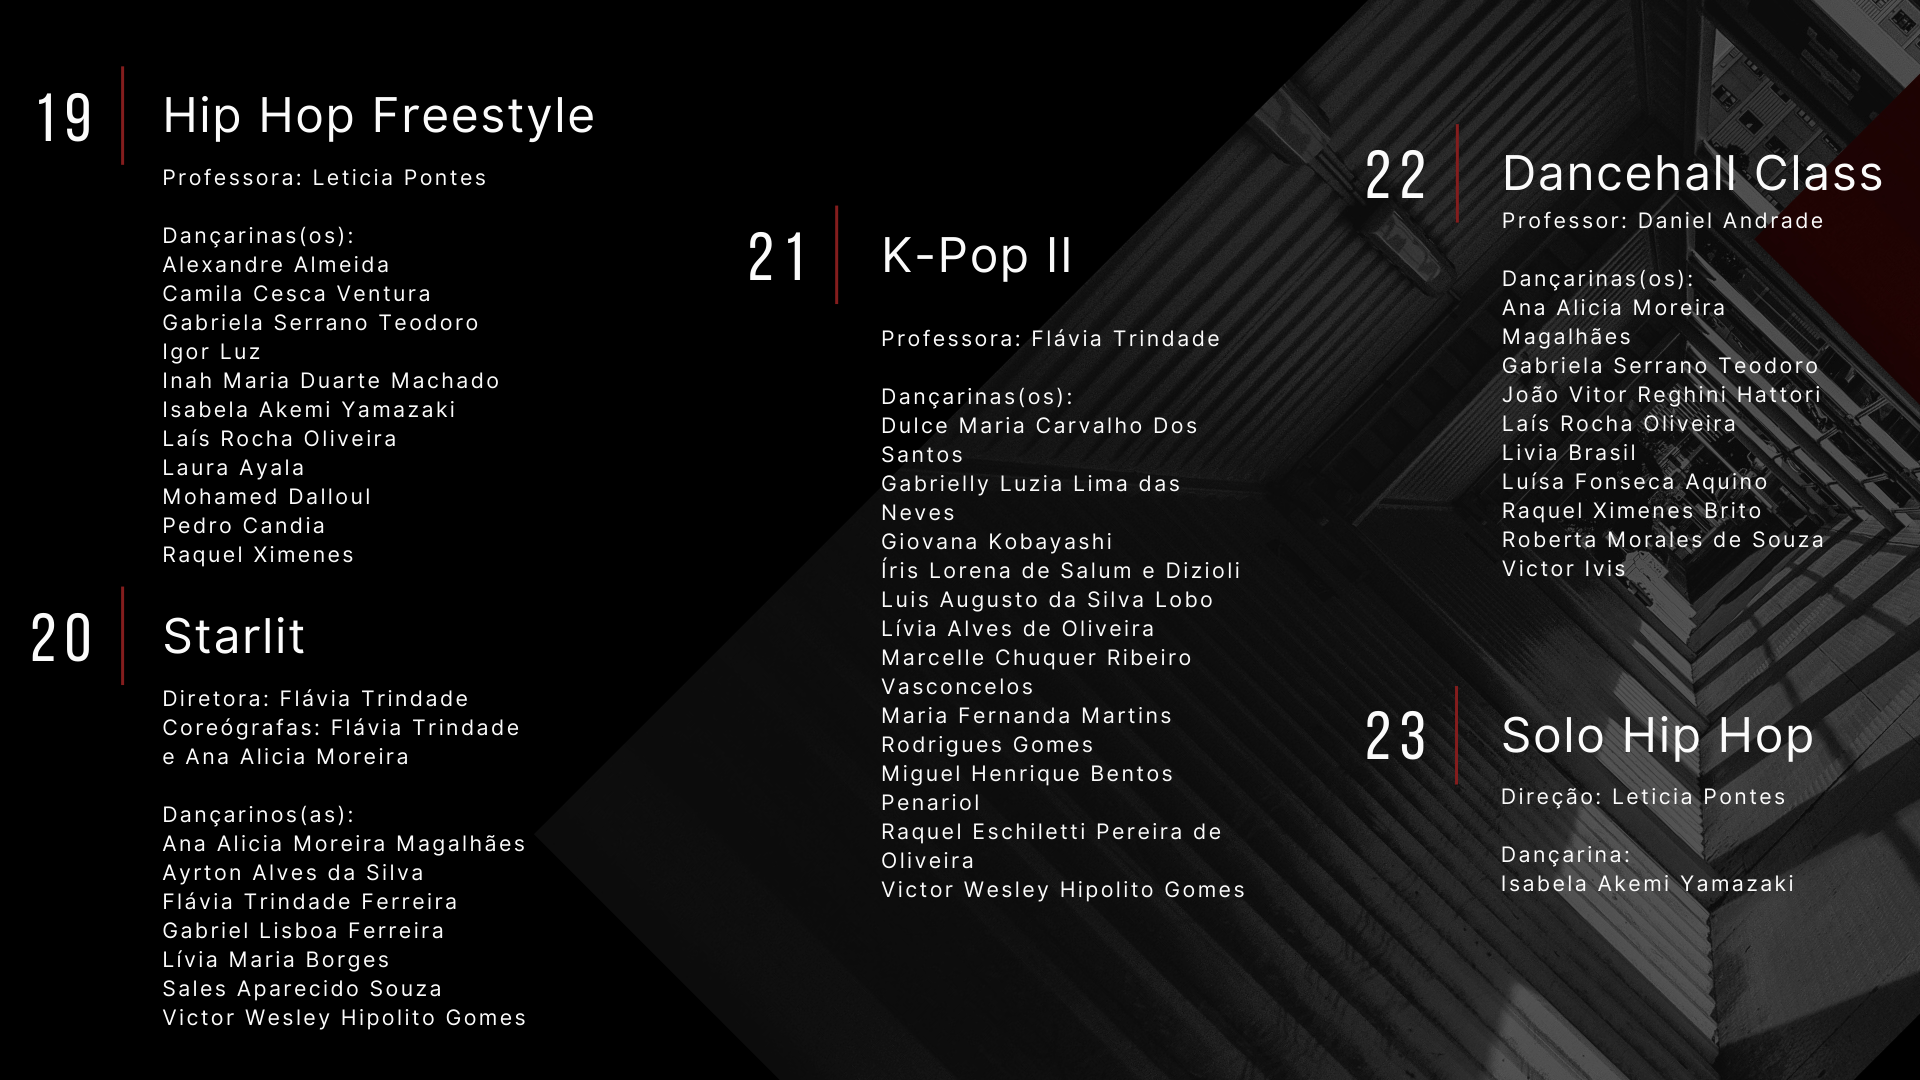 19
Hip Hop Freestyle
Professora: Leticia Pontes
Dançarinas(os):
Alexandre Almeida
Camila Cesca Ventura
Gabriela Serrano Teodoro
Igor Luz
Inah Maria Duarte Machado
Isabela Akemi Yamazaki
Laís Rocha Oliveira
Laura Ayala
Mohamed Dalloul
Pedro Candia
Raquel Ximenes
20
Starlit
Diretora: Flávia Trindade
Coreógrafas: Flávia Trindade
e Ana Alicia Moreira
Dançarinos(as):
Ana Alicia Moreira Magalhães
Ayrton Alves da Silva
Flávia Trindade Ferreira
Gabriel Lisboa Ferreira
Lívia Maria Borges
Sales Aparecido Souza
Victor Wesley Hipolito Gomes
21
K-Pop II
Professora: Flávia Trindade
Dançarinas(os):
Dulce Maria Carvalho Dos
Santos
Gabrielly Luzia Lima das
Neves
Giovana Kobayashi
Íris Lorena de Salum e Dizioli
Luis Augusto da Silva Lobo
Lívia Alves de Oliveira
Marcelle Chuquer Ribeiro
Vasconcelos
Maria Fernanda Martins
Rodrigues Gomes
Miguel Henrique Bentos
Penariol
Raquel Eschiletti Pereira de
Oliveira
Victor Wesley Hipolito Gomes
22
Dancehall Class
Professor: Daniel Andrade
Dançarinas(os):
Ana Alicia Moreira
Magalhães
Gabriela Serrano Teodoro
João Vitor Reghini Hattori
Laís Rocha Oliveira
Livia Brasil
Luísa Fonseca Aquino
Raquel Ximenes Brito
Roberta Morales de Souza
Victor Ivis
23
Solo Hip Hop
Direção: Leticia Pontes
Dançarina:
Isabela Akemi Yamazaki